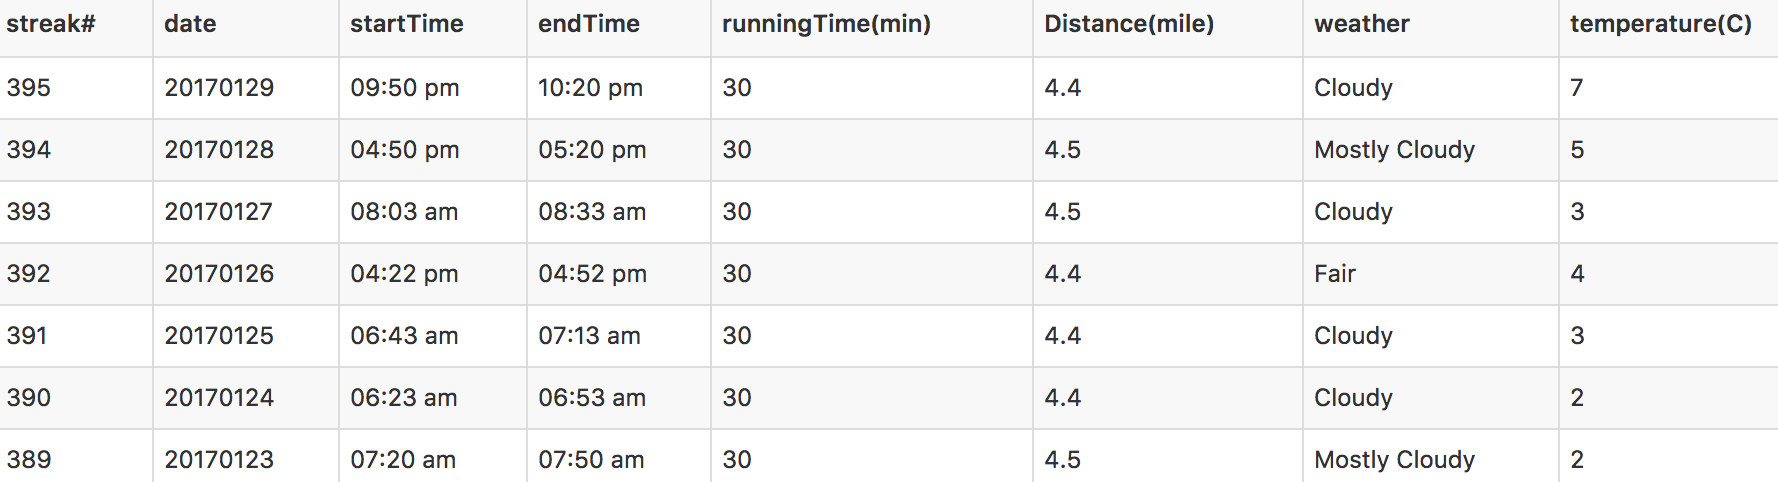 streak# date startTime endTime runningTime(min) Distance(mile) weather temperature(C)
395 20170129 09:50 pm 10:20 pm 30 4.4 Cloudy 7
394 20170128 04:50 pm 05:20 pm 30 4.5 Mostly Cloudy 5
393 20170127 08:03 am 08:33 am 30 4.5 Cloudy 3
392 20170126 04:22 pm 04:52 pm 30 4.4 Fair 4
391 20170125 06:43 am 07:13 am 30 4.4 Cloudy 3
390 20170124 06:23 am 06:53 am 30 4.4 Cloudy 2
389 20170123 07:20 am 07:50 am 30 4.5 Mostly Cloudy 2